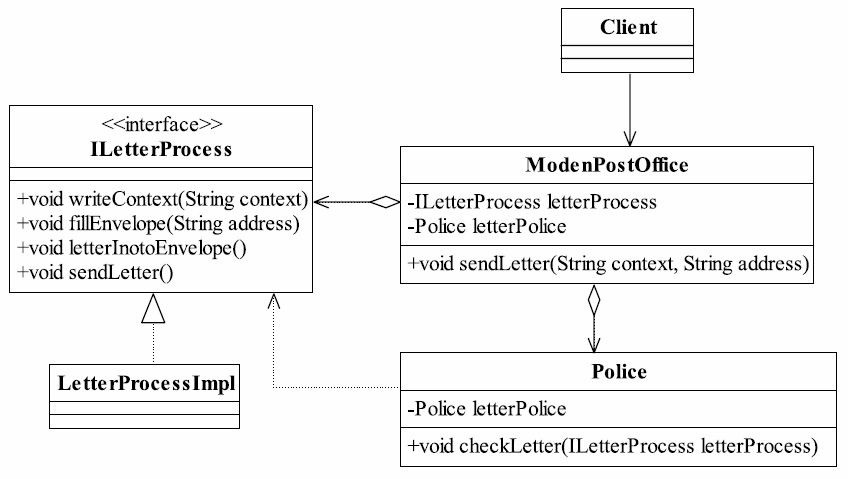 Client
<<interface>>
ILetterProcess
+void writeContext(String context)
+void fillEnvelope(String address)
+void letterInotoEnvelope()
+void sendLetter()
ModenPostOffice
-ILetterProcess letterProcess
-Police letterPolice
+void sendLetter(String context, String address)
LetterProcessImpl
Police
-Police letterPolice
+void checkLetter(ILetterProcess letterProcess)